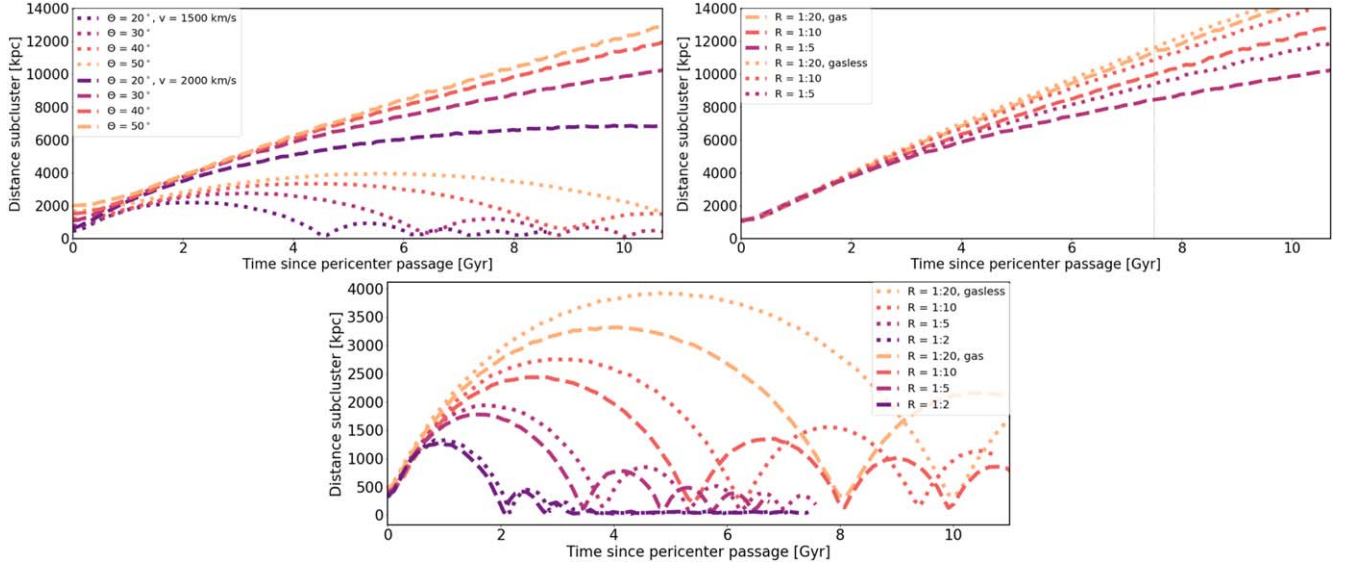 14000
12000
10000
8000
6000
4000
2000
0
Distance subcluster [kpc]
Θ = 20°, v = 1500 km/s
Θ = 30°
Θ = 40°
Θ = 50°
Θ = 20°, v = 2000 km/s
Θ = 30°
Θ = 40°
Θ = 50°
0 2 4 6 8 10
Time since pericenter passage [Gyr]
14000
12000
10000
8000
6000
4000
2000
0
Distance subcluster [kpc]
R = 1:20, gas
R = 1:10
R = 1:5
R = 1:20, gasless
R = 1:10
R = 1:5
0 2 4 6 8 10
Time since pericenter passage [Gyr]
4000
3500
3000
2500
2000
1500
1000
500
0
Distance subcluster [kpc]
R = 1:20, gasless
R = 1:10
R = 1:5
R = 1:2
R = 1:20, gas
R = 1:10
R = 1:5
R = 1:2
0 2 4 6 8 10
Time since pericenter passage [Gyr]